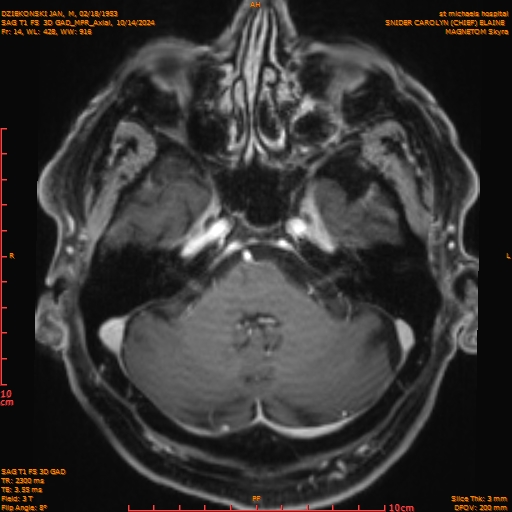 AH
DZIEKONSKI JAN, M, 02/18/1953
SAG T1 FS 3D GAD_MPR_Axial, 10/14/2024
Fr: 14, WL: 428, WW: 916
st michaels hospital
SNIDER CAROLYN (CHIEF) ELAINE
MAGNETOM Skyra
R
L
10
cm
SAG T1 FS 3D GAD
TR: 2300 ms
TE: 3.55 ms
Field: 3 T
Flip Angle: 8°
PF
10cm
Slice Thk: 3 mm
DFOV: 200 mm